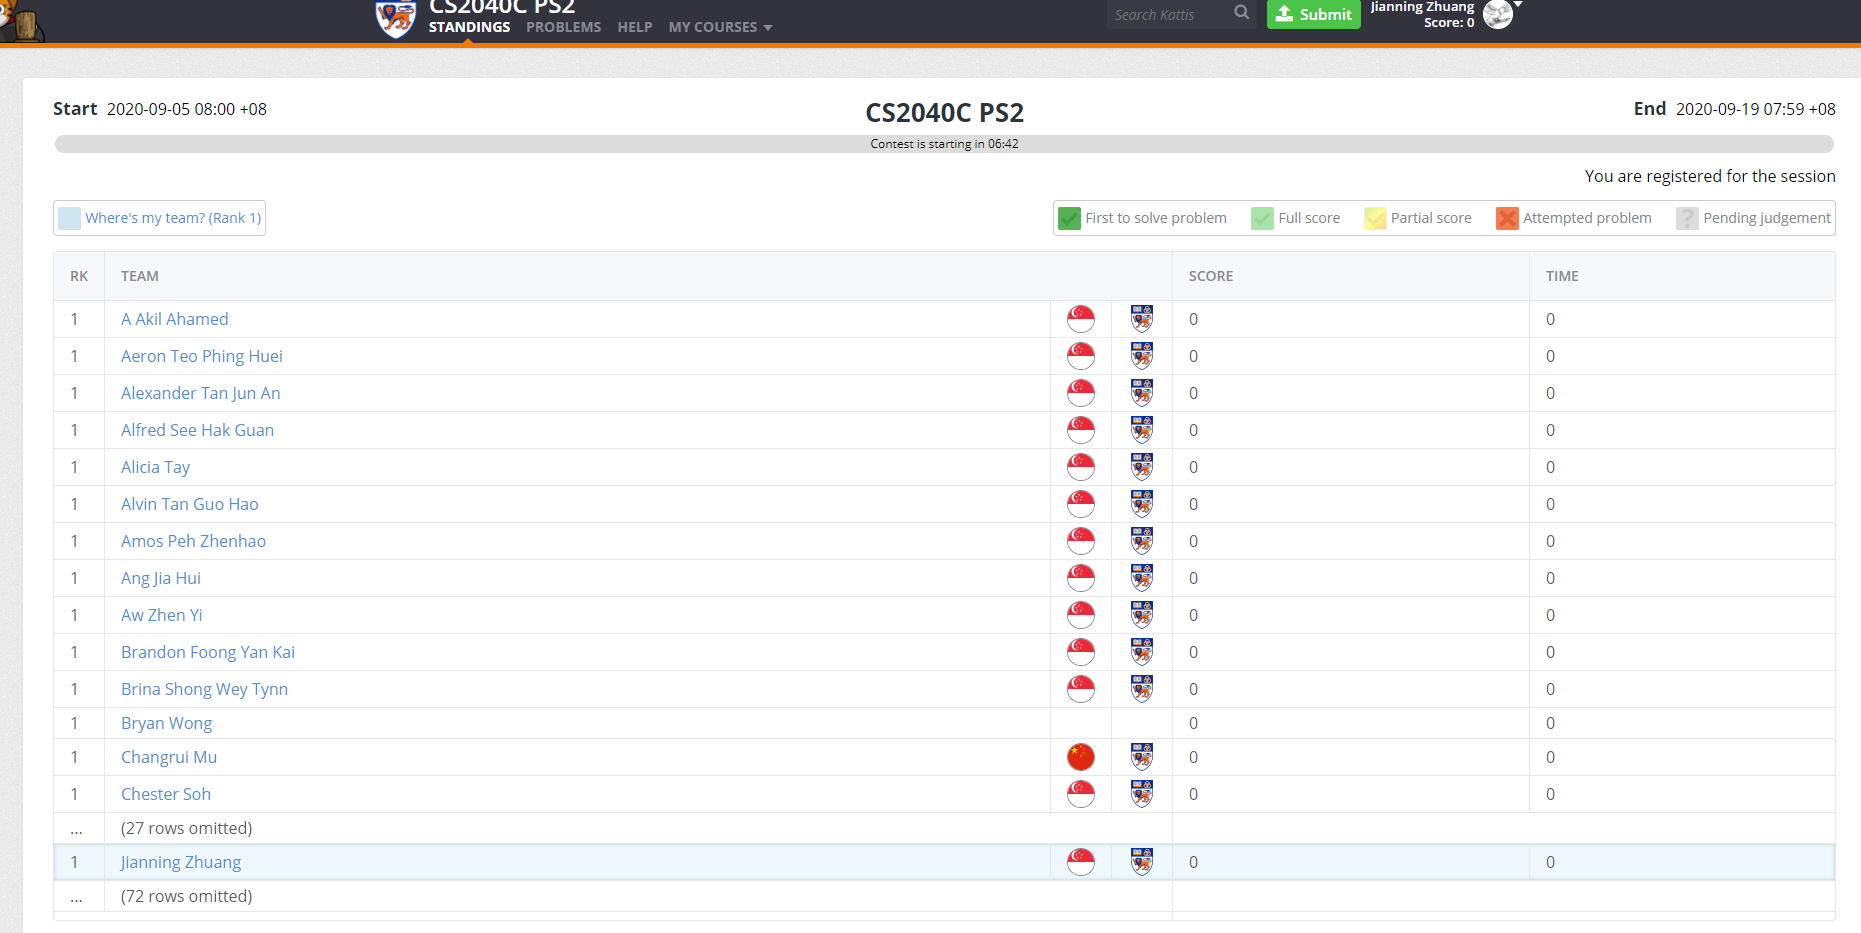 CS2040C PS2
STANDINGS PROBLEMS HELP MY COURSES
Search Kattis
Submit
Jianning Zhuang
Score: 0
Start 2020-09-05 08:00 +08
CS2040C PS2
End 2020-09-19 07:59 +08
Contest is starting in 06:42
You are registered for the session
Where's my team? (Rank 1)
First to solve problem Full score Partial score Attempted problem ? Pending judgement
RK TEAM SCORE TIME
1 A Akil Ahamed 0 0
1 Aeron Teo Phing Huei 0 0
1 Alexander Tan Jun An 0 0
1 Alfred See Hak Guan 0 0
1 Alicia Tay 0 0
1 Alvin Tan Guo Hao 0 0
1 Amos Peh Zhenhao 0 0
1 Ang Jia Hui 0 0
1 Aw Zhen Yi 0 0
1 Brandon Foong Yan Kai 0 0
1 Brina Shong Wey Tynn 0 0
1 Bryan Wong 0 0
1 Changrui Mu 0 0
1 Chester Soh 0 0
... (27 rows omitted)
1 Jianning Zhuang 0 0
... (72 rows omitted)